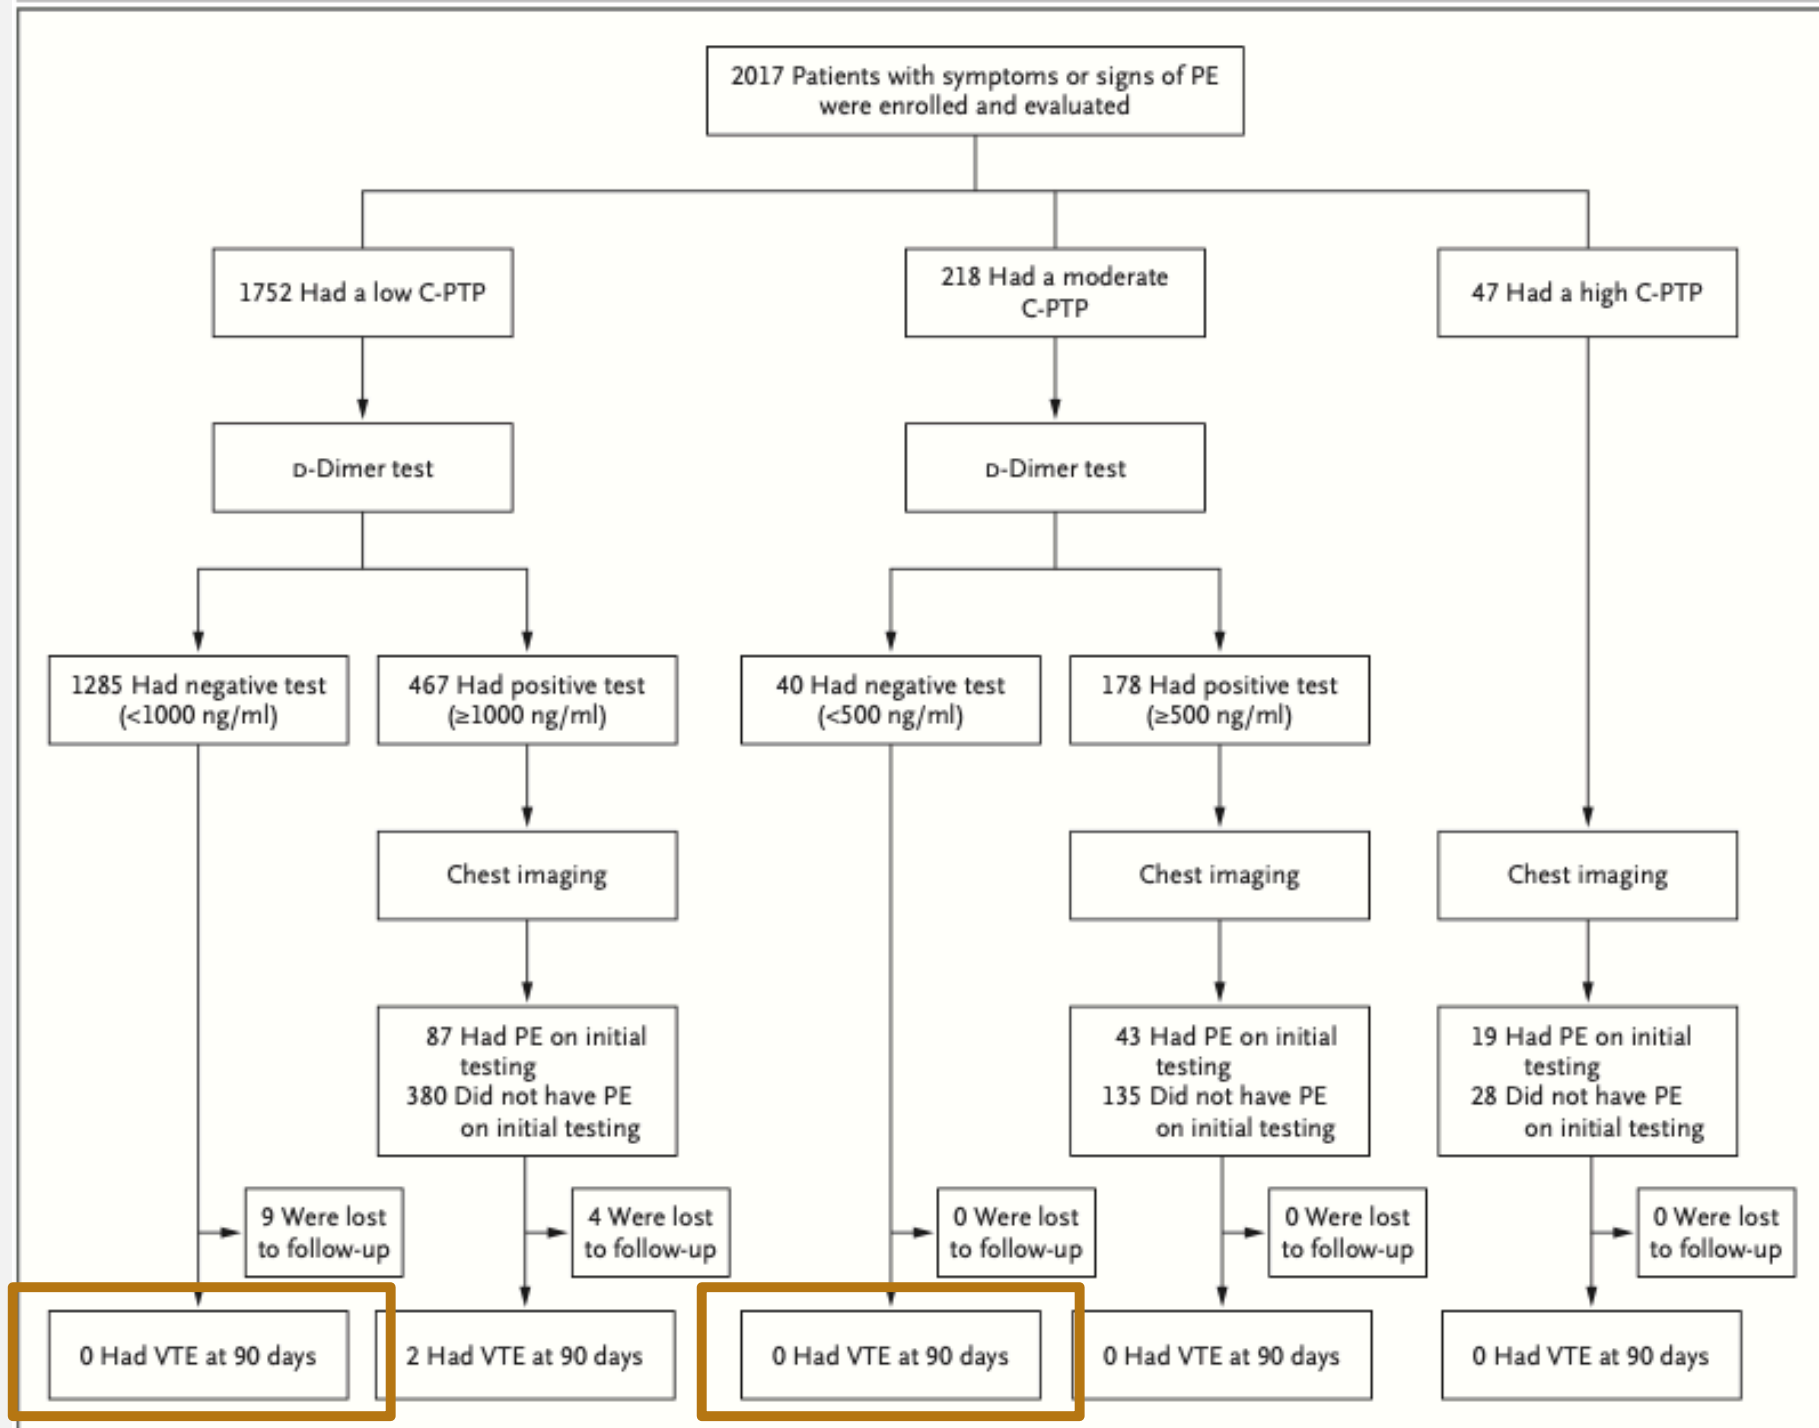 2017 Patients with symptoms or signs of PE
were enrolled and evaluated
1752 Had a low C-PTP
218 Had a moderate
C-PTP
47 Had a high C-PTP
D-Dimer test
D-Dimer test
1285 Had negative test
(<1000 ng/ml)
467 Had positive test
(≥1000 ng/ml)
40 Had negative test
(<500 ng/ml)
178 Had positive test
(≥500 ng/ml)
Chest imaging
Chest imaging
Chest imaging
87 Had PE on initial
testing
380 Did not have PE
on initial testing
43 Had PE on initial
testing
135 Did not have PE
on initial testing
19 Had PE on initial
testing
28 Did not have PE
on initial testing
9 Were lost
to follow-up
4 Were lost
to follow-up
0 Were lost
to follow-up
0 Were lost
to follow-up
0 Were lost
to follow-up
0 Had VTE at 90 days
2 Had VTE at 90 days
0 Had VTE at 90 days
0 Had VTE at 90 days
0 Had VTE at 90 days